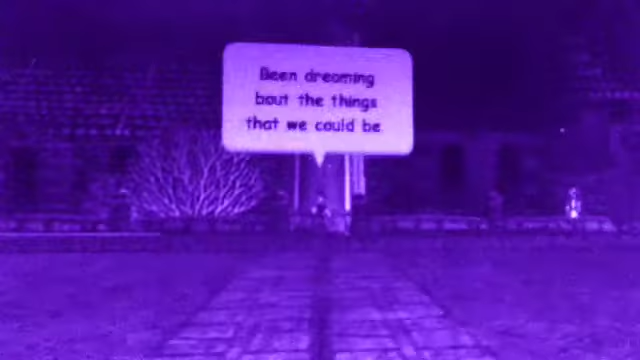 Been dreaming
bout the things
that we could be